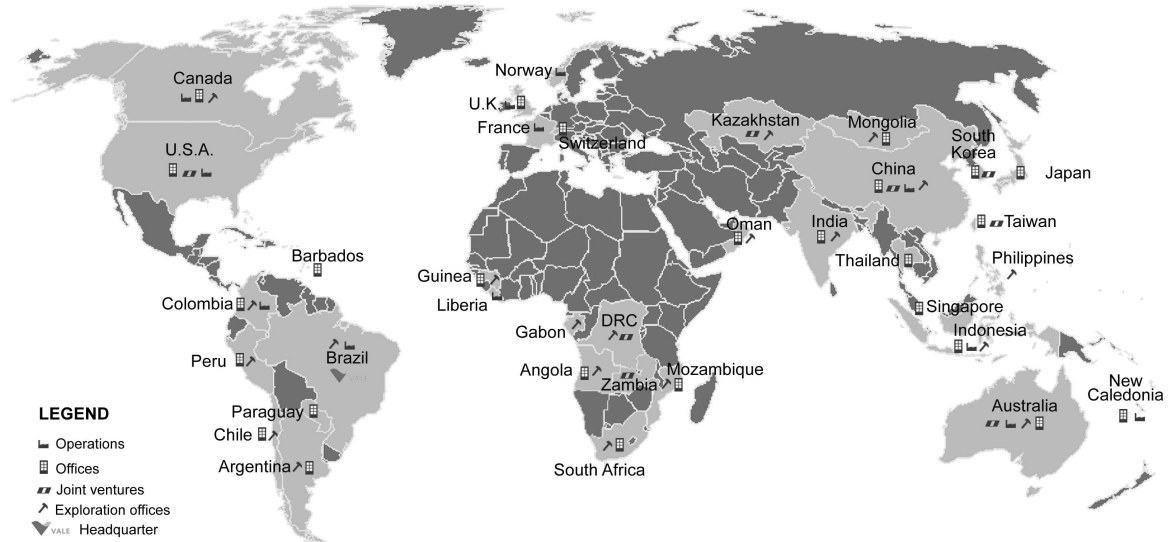 Canada
Norway
U.K.
France
Switzerland
Kazakhstan
Mongolia
South
Korea
Japan
U.S.A.
China
Taiwan
Oman
India
Thailand
Philippines
Barbados
Guinea
Liberia
Colombia
Singapore
Gabon
DRC
Indonesia
Brazil
VALE
Peru
Angola
Zambia
Mozambique
New
Caledonia
Australia
Paraguay
Chile
Argentina
South Africa
LEGEND
Operations
Offices
Joint ventures
Exploration offices
VALE Headquarter